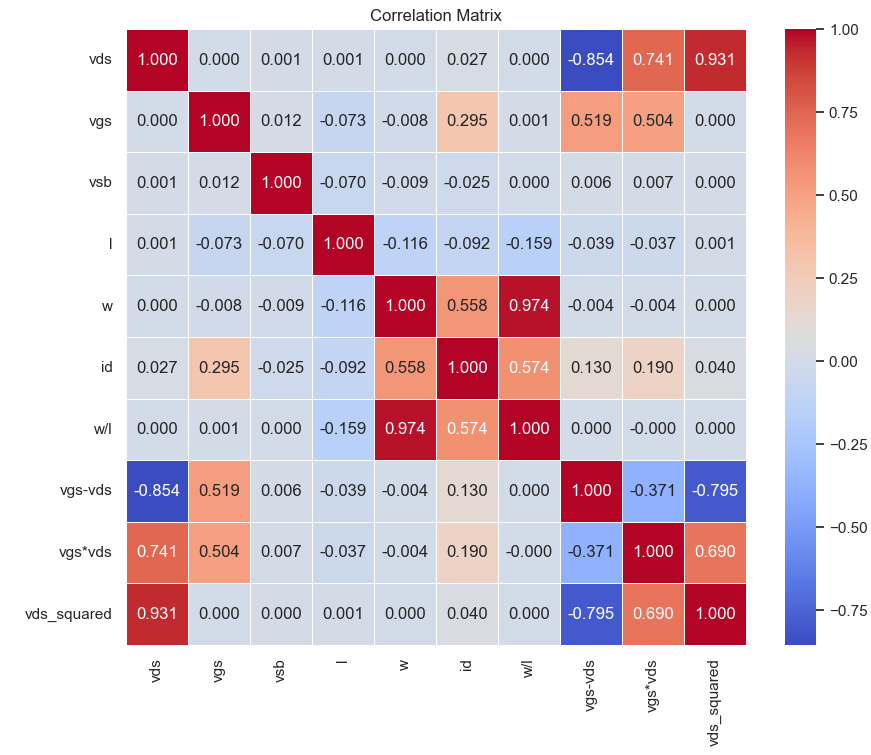 Correlation Matrix
vds 1.000 0.000 0.001 0.001 0.000 0.027 0.000 -0.854 0.741 0.931
vgs 0.000 1.000 0.012 -0.073 -0.008 0.295 0.001 0.519 0.504 0.000
vsb 0.001 0.012 1.000 -0.070 -0.009 -0.025 0.000 0.006 0.007 0.000
l 0.001 -0.073 -0.070 1.000 -0.116 -0.092 -0.159 -0.039 -0.037 0.001
w 0.000 -0.008 -0.009 -0.116 1.000 0.558 0.974 -0.004 -0.004 0.000
id 0.027 0.295 -0.025 -0.092 0.558 1.000 0.574 0.130 0.190 0.040
w/l 0.000 0.001 0.000 -0.159 0.974 0.574 1.000 0.000 -0.000 0.000
vgs-vds -0.854 0.519 0.006 -0.039 -0.004 0.130 0.000 1.000 -0.371 -0.795
vgs*vds 0.741 0.504 0.007 -0.037 -0.004 0.190 -0.000 -0.371 1.000 0.690
vds_squared 0.931 0.000 0.000 0.001 0.000 0.040 0.000 -0.795 0.690 1.000
vds vgs vsb l w id w/l vgs-vds vgs*vds vds_squared
1.00
0.75
0.50
0.25
0.00
-0.25
-0.50
-0.75